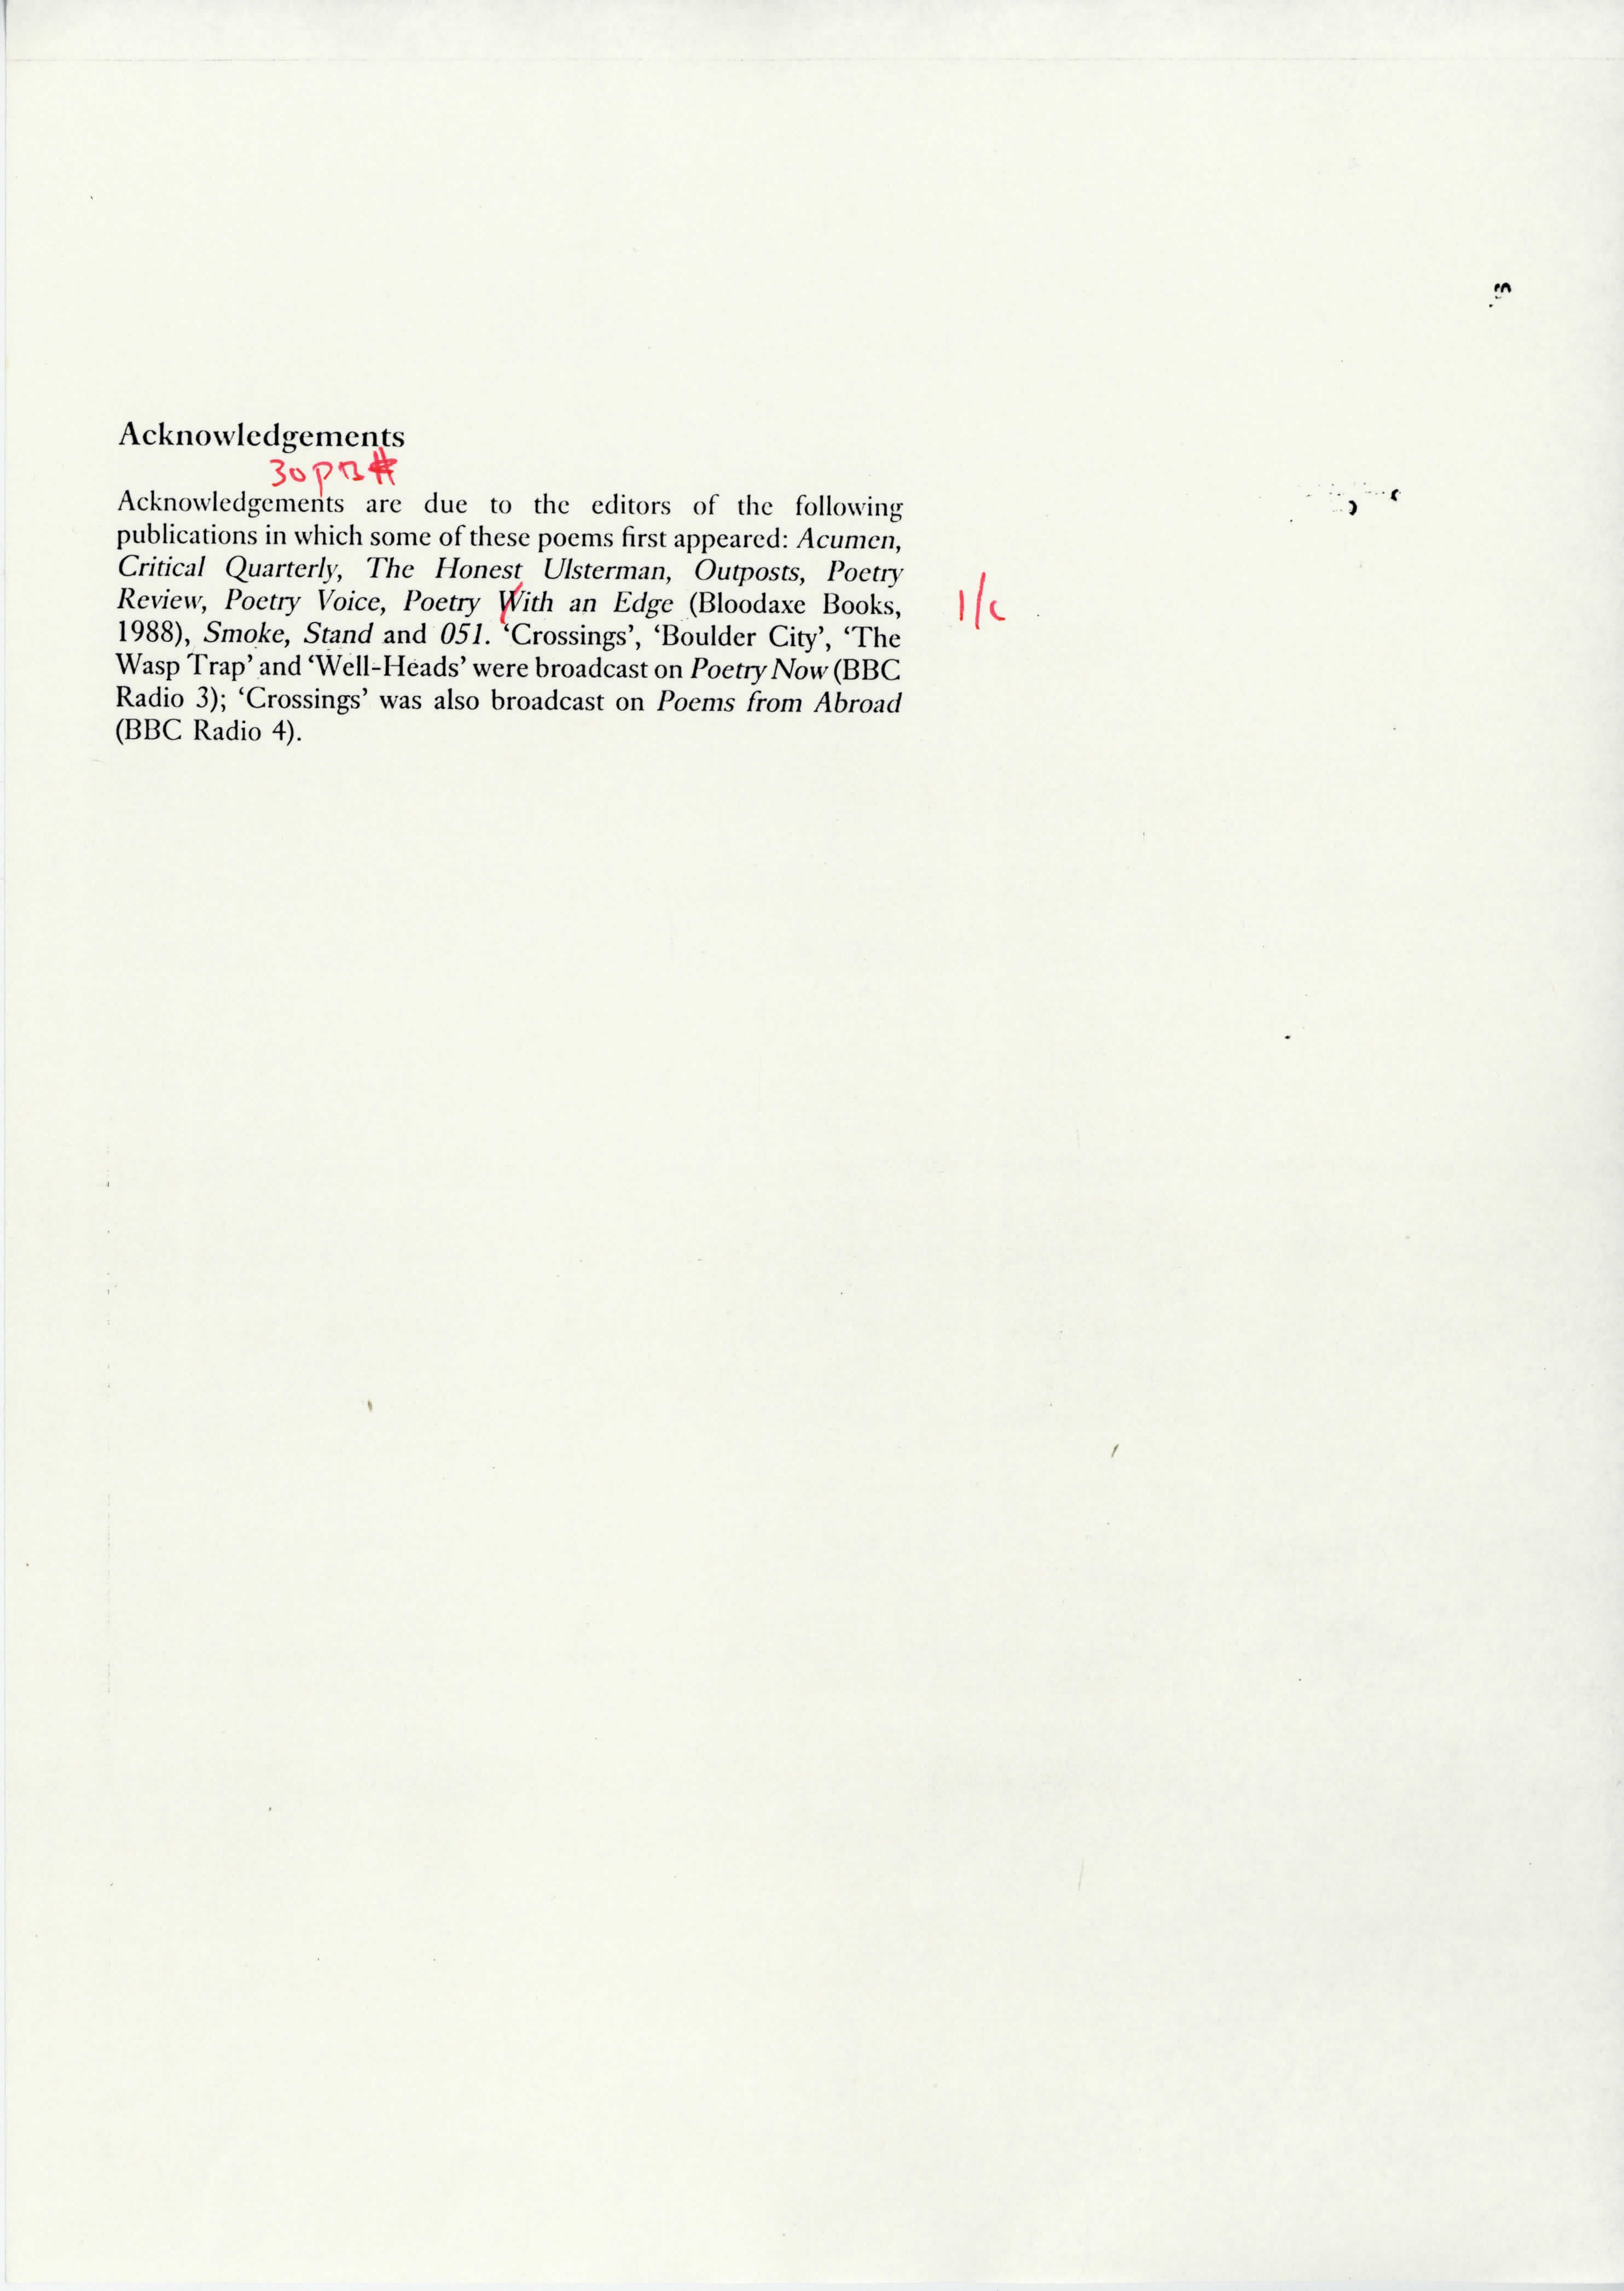 Acknowledgements
30 pts #
Acknowledgements are due to the editors of the following
publications in which some of these poems first appeared: Acumen,
Critical Quarterly, The Honest Ulsterman, Outposts, Poetry
Review, Poetry Voice, Poetry With an Edge (Bloodaxe Books, l/c
1988), Smoke, Stand and 051. ‘Crossings’, ‘Boulder City’, ‘The
Wasp Trap’ and ‘Well-Heads’ were broadcast on Poetry Now (BBC
Radio 3); ‘Crossings’ was also broadcast on Poems from Abroad
(BBC Radio 4).